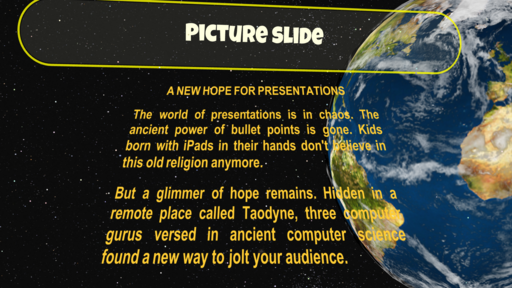 PICTURE SLIDE
A NEW HOPE FOR PRESENTATIONS
The world of presentations is in chaos. The
ancient power of bullet points is gone. Kids
born with iPads in their hands don't believe in
this old religion anymore.
But a glimmer of hope remains. Hidden in a
remote place called Taodyne, three computer
gurus versed in ancient computer science
found a new way to jolt your audience.